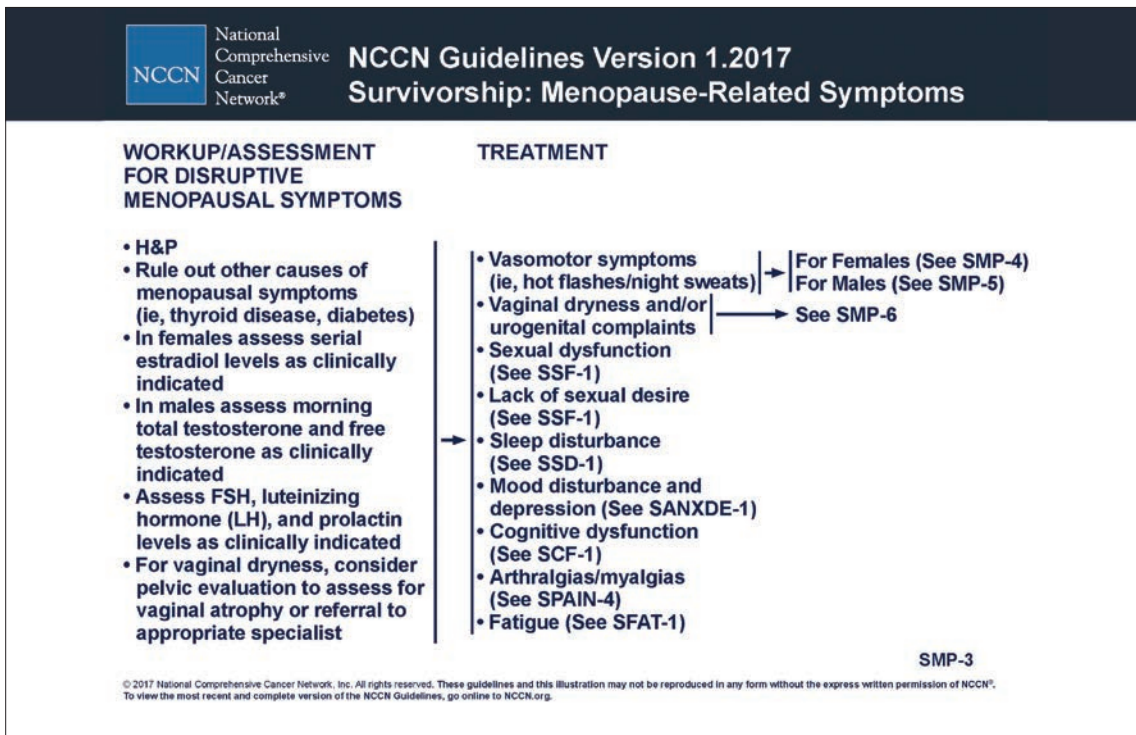 NCCN
National
Comprehensive
Cancer
Network®
NCCN Guidelines Version 1.2017
Survivorship: Menopause-Related Symptoms
WORKUP/ASSESSMENT
FOR DISRUPTIVE
MENOPAUSAL SYMPTOMS
• H&P
• Rule out other causes of
menopausal symptoms
(ie, thyroid disease, diabetes)
• In females assess serial
estradiol levels as clinically
indicated
• In males assess morning
total testosterone and free
testosterone as clinically
indicated
• Assess FSH, luteinizing
hormone (LH), and prolactin
levels as clinically indicated
• For vaginal dryness, consider
pelvic evaluation to assess for
vaginal atrophy or referral to
appropriate specialist
TREATMENT
• Vasomotor symptoms
(ie, hot flashes/night sweats)
For Females (See SMP-4)
For Males (See SMP-5)
• Vaginal dryness and/or
urogenital complaints
See SMP-6
• Sexual dysfunction
(See SSF-1)
• Lack of sexual desire
(See SSF-1)
• Sleep disturbance
(See SSD-1)
• Mood disturbance and
depression (See SANXDE-1)
• Cognitive dysfunction
(See SCF-1)
• Arthralgias/myalgias
(See SPAIN-4)
• Fatigue (See SFAT-1)
SMP-3
© 2017 National Comprehensive Cancer Network, Inc. All rights reserved. These guidelines and this illustration may not be reproduced in any form without the express written permission of NCCN®.
To view the most recent and complete version of the NCCN Guidelines, go online to NCCN.org.